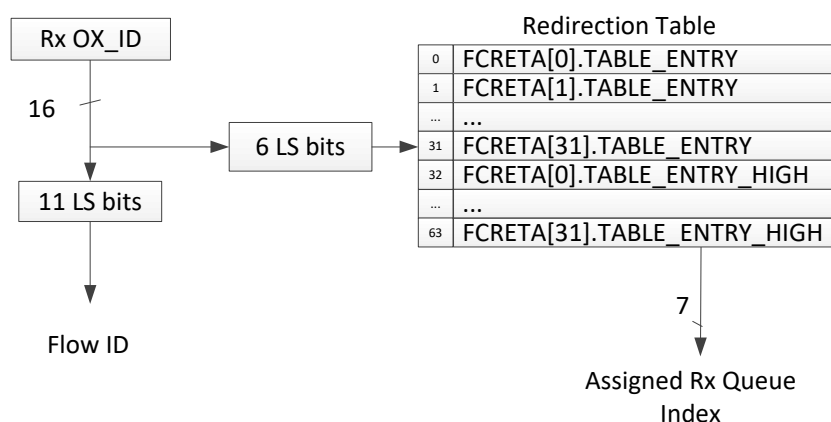 Redirection Table
Rx OX_ID
16
6 LS bits
11 LS bits
Flow ID
0 FCRETA[0].TABLE_ENTRY
1 FCRETA[1].TABLE_ENTRY
... ...
31 FCRETA[31].TABLE_ENTRY
32 FCRETA[0].TABLE_ENTRY_HIGH
... ...
63 FCRETA[31].TABLE_ENTRY_HIGH
7
Assigned Rx Queue
Index